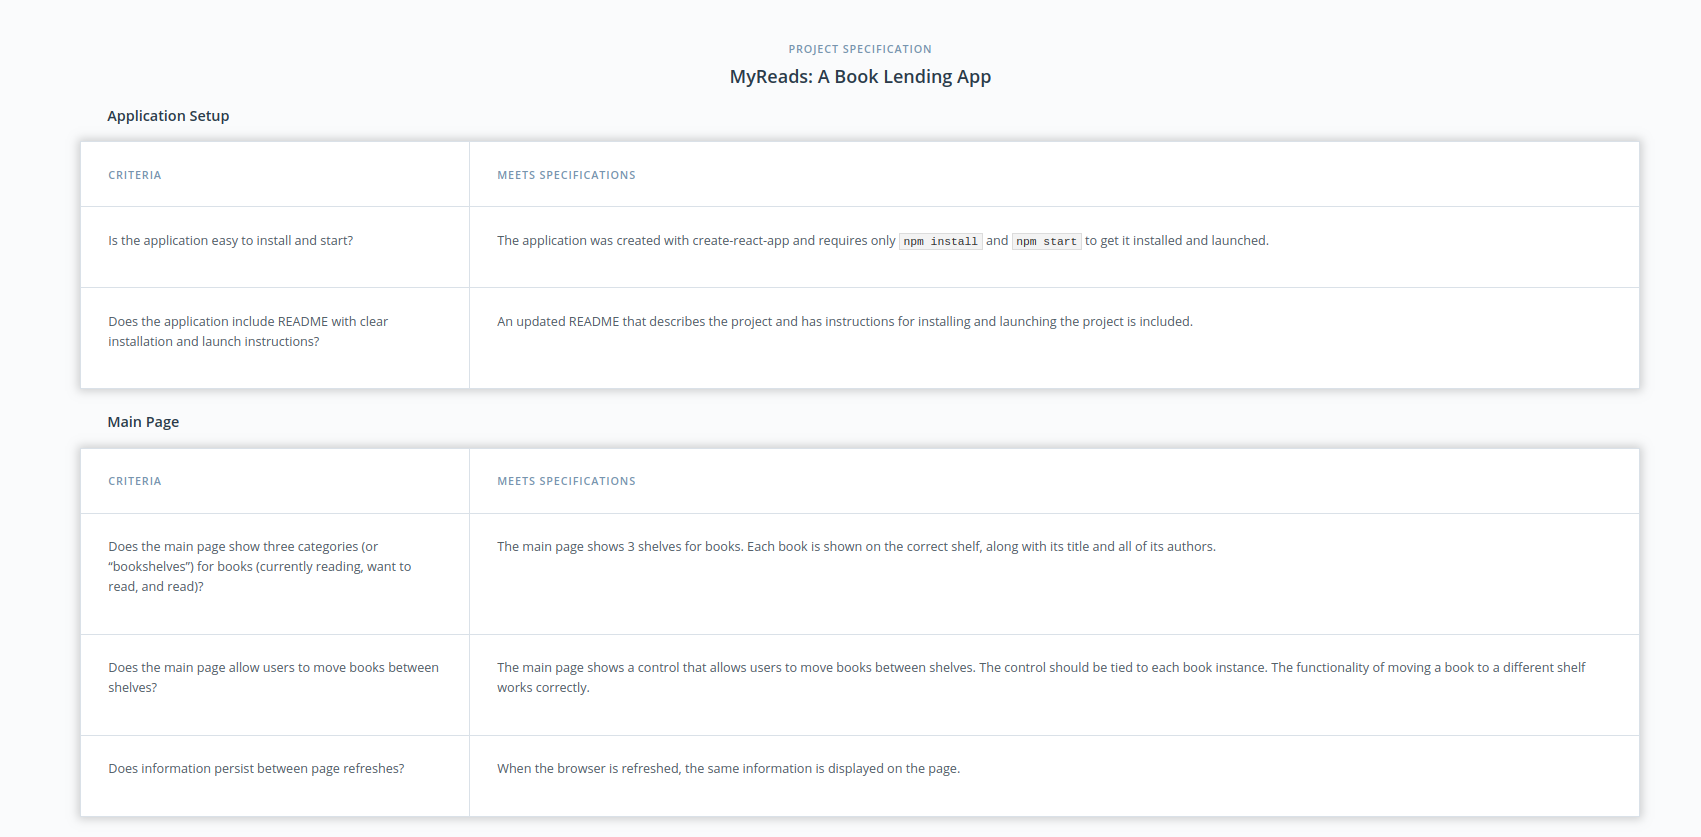 PROJECT SPECIFICATION
MyReads: A Book Lending App
Application Setup
CRITERIA
MEETS SPECIFICATIONS
Is the application easy to install and start?
The application was created with create-react-app and requires only npm install and npm start to get it installed and launched.
Does the application include README with clear
installation and launch instructions?
An updated README that describes the project and has instructions for installing and launching the project is included.
Main Page
CRITERIA
MEETS SPECIFICATIONS
Does the main page show three categories (or
“bookshelves”) for books (currently reading, want to
read, and read)?
The main page shows 3 shelves for books. Each book is shown on the correct shelf, along with its title and all of its authors.
Does the main page allow users to move books between
shelves?
The main page shows a control that allows users to move books between shelves. The control should be tied to each book instance. The functionality of moving a book to a different shelf
works correctly.
Does information persist between page refreshes?
When the browser is refreshed, the same information is displayed on the page.